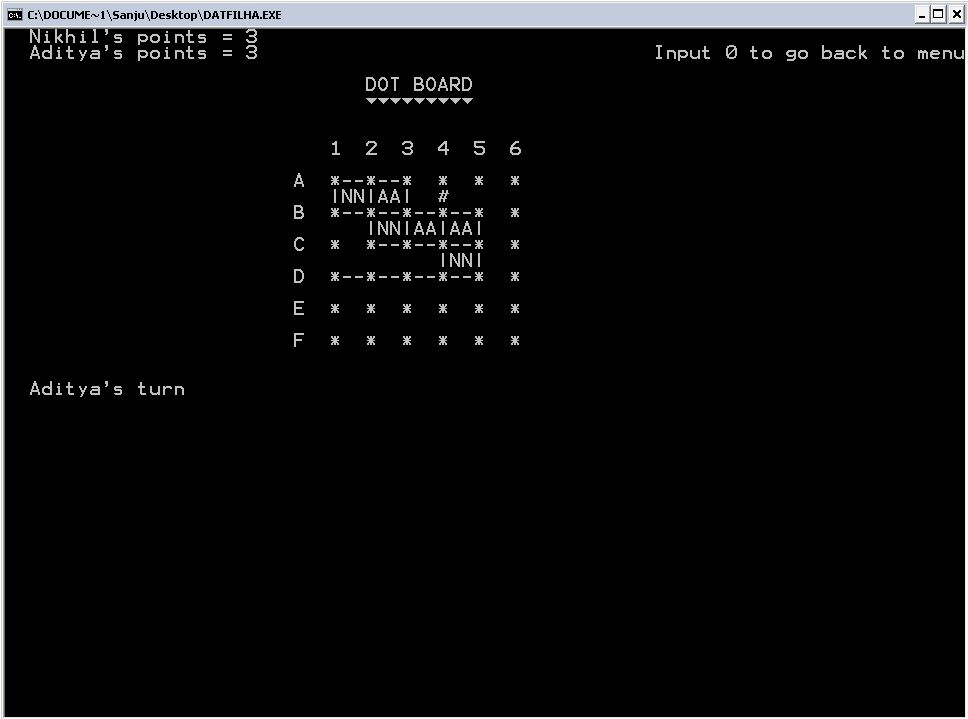 C:\DOCUME~1\Sanju\Desktop\DATFILHA.EXE
Nikhil's points = 3
Aditya's points = 3
Input 0 to go back to menu
DOT BOARD
▼▼▼▼▼▼▼▼▼
1 2 3 4 5 6
A *--*--* * * *
|NN|AA| #
B *--*--*--*--* *
|NN|AA|AA|
C * *--*--*--* *
|NN|
D *--*--*--*--* *
E * * * * * *
F * * * * * *
Aditya's turn